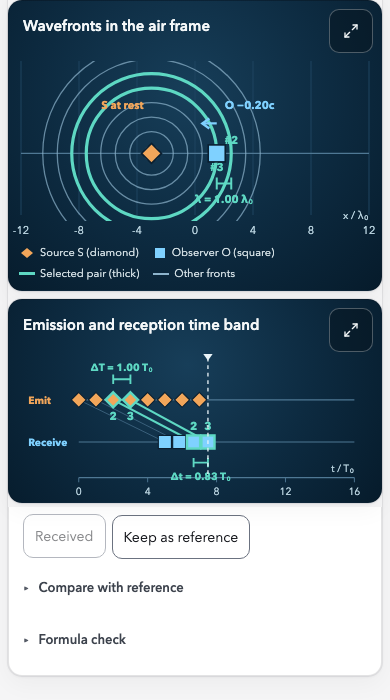 Wavefronts in the air frame
S at rest
O −0.20c
#2
#3
λ = 1.00 λ₀
x / λ₀
-12 -8 -4 0 4 8 12
Source S (diamond) Observer O (square)
Selected pair (thick) Other fronts
Emission and reception time band
ΔT = 1.00 T₀
Emit
2 3
2 3
Receive
t / T₀
Δt = 0.83 T₀
0 4 8 12 16
Received Keep as reference
Compare with reference
Formula check